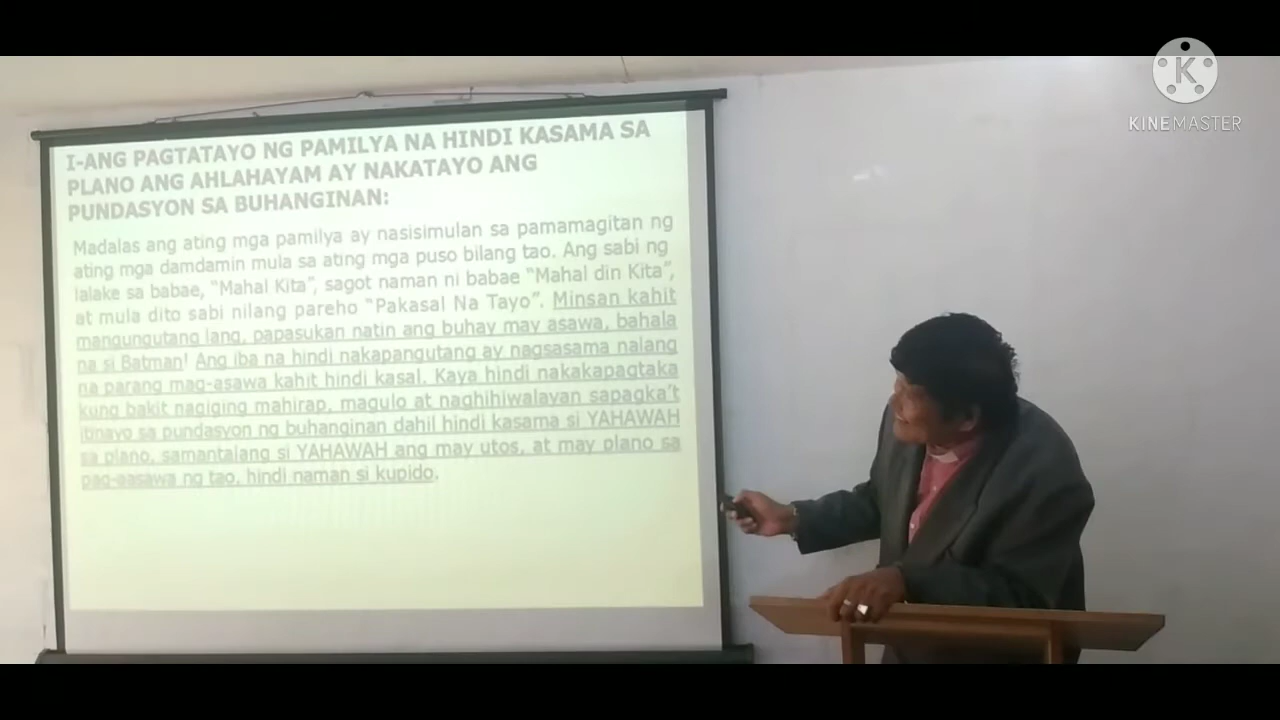 I-ANG PAGTATAYO NG PAMILYA NA HINDI KASAMA SA
PLANO ANG AHLAHAYAM AY NAKATAYO ANG
PUNDASYON SA BUHANGINAN:
Madalas ang ating mga pamilya ay nasisimulan sa pamamagitan ng
ating mga damdamin mula sa ating mga puso bilang tao. Ang sabi ng
lalake sa babae, “Mahal Kita”, sagot naman ni babae “Mahal din Kita”,
at mula dito sabi nilang pareho “Pakasal Na Tayo”. Minsan kahit
mangungutang lang, papasukan natin ang buhay may asawa, bahala
na si Batman! Ang iba na hindi nakapangutang ay nagsasama nalang
na parang mag-asawa kahit hindi kasal. Kaya hindi nakakapagtaka
kung bakit nagiging mahirap, magulo at naghihiwalayan sapagka’t
itinayo sa pundasyon ng buhanginan dahil hindi kasama si YAHAWAH
sa plano, samantalang si YAHAWAH ang may utos, at may plano sa
pag-aasawa ng tao, hindi naman si kupido.
K
KINEMASTER